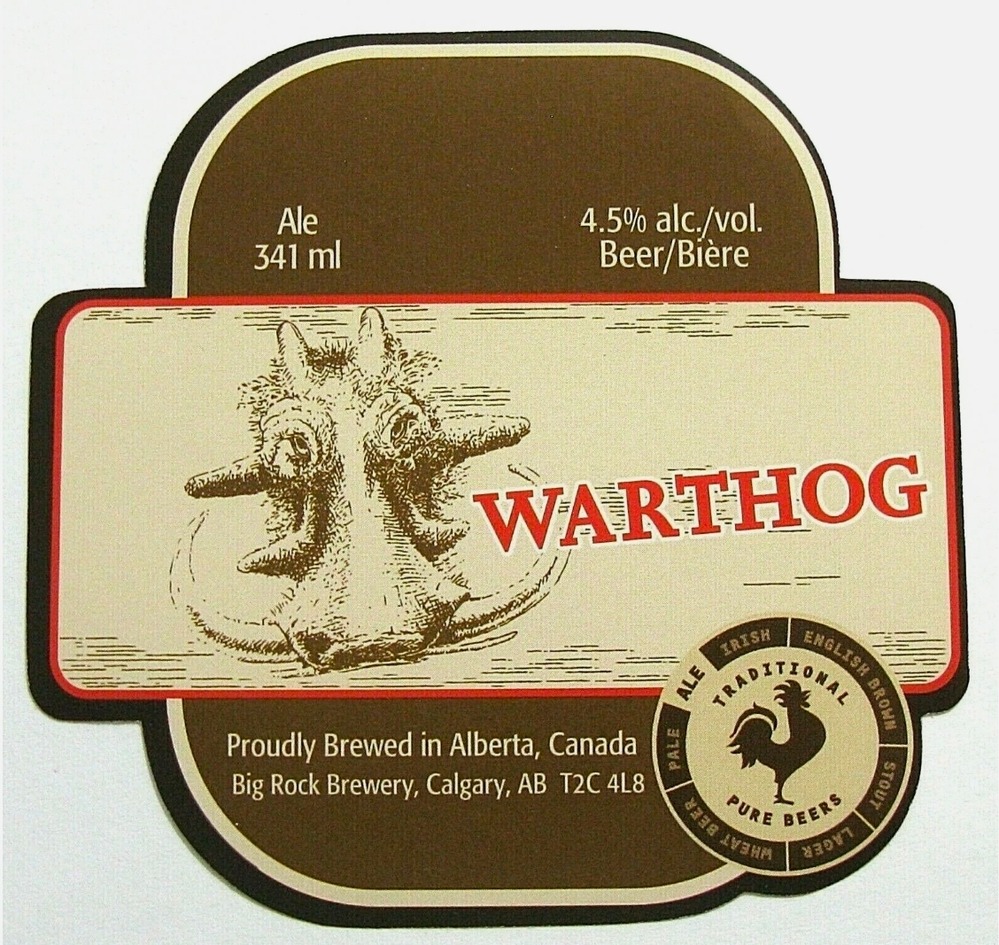 Ale
341 ml
4.5% alc./vol.
Beer/Bière
WARTHOG
Proudly Brewed in Alberta, Canada
Big Rock Brewery, Calgary, AB T2C 4L8
TRADITIONAL
PURE BEERS
ALE
IRISH
ENGLISH BROWN
STOUT
LAGER
WHEAT BEER
PALE